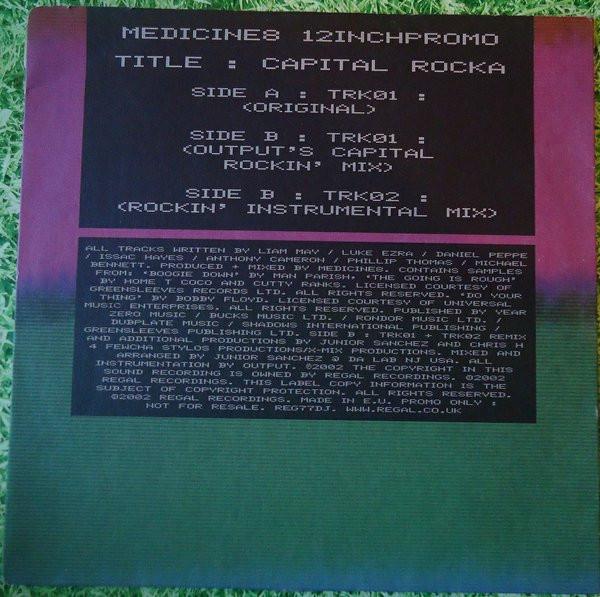 MEDICINE8 12INCHPROMO
TITLE : CAPITAL ROCKA
SIDE A : TRK01 :
(ORIGINAL)
SIDE B : TRK01 :
(OUTPUT'S CAPITAL
ROCKIN' MIX)
SIDE B : TRK02 :
(ROCKIN' INSTRUMENTAL MIX)
ALL TRACKS WRITTEN BY LIAM MAY / LUKE EZRA / DANIEL PEPPE
/ ISSAC HAYES / ANTHONY CAMERON / PHILLIP THOMAS / MICHAEL
BENNETT. PRODUCED + MIXED BY MEDICINE8. CONTAINS SAMPLES
FROM: 'BOOGIE DOWN' BY MAN PARISH, 'THE GOING IS ROUGH'
BY HOME T COCO AND CUTTY RANKS. LICENSED COURTESY OF
GREENSLEEVES RECORDS LTD. ALL RIGHTS RESERVED. 'DO YOUR
THING' BY BOBBY FLOYD. LICENSED COURTESY OF UNIVERSAL
MUSIC ENTERPRISES. ALL RIGHTS RESERVED. PUBLISHED BY YEAR
ZERO MUSIC / BUCKS MUSIC LTD. / RONDOR MUSIC LTD. /
DUBPLATE MUSIC / SHADOWS INTERNATIONAL PUBLISHING /
GREENSLEEVES PUBLISHING LTD. SIDE B : TRK01 + TRK02 REMIX
AND ADDITIONAL PRODUCTIONS BY JUNIOR SANCHEZ AND CHRIS H
4 FEWCHA STYLOS PRODUCTIONS/X-MIX PRODUCTIONS. MIXED AND
ARRANGED BY JUNIOR SANCHEZ @ DA LAB NJ USA. ALL
INSTRUMENTATION BY OUTPUT. ©2002 THE COPYRIGHT IN THIS
SOUND RECORDING IS OWNED BY REGAL RECORDINGS. ©2002
REGAL RECORDINGS. THIS LABEL COPY INFORMATION IS THE
SUBJECT OF COPYRIGHT PROTECTION. ALL RIGHTS RESERVED.
©2002 REGAL RECORDINGS. MADE IN E.U. PROMO ONLY :
NOT FOR RESALE. REG77DJ. WWW.REGAL.CO.UK